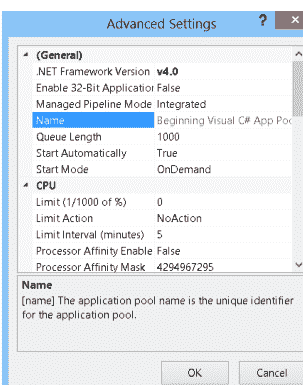 Advanced Settings ? ×
(General)
.NET Framework Version v4.0
Enable 32-Bit Application False
Managed Pipeline Mode Integrated
Name Beginning Visual C# App Poo
Queue Length 1000
Start Automatically True
Start Mode OnDemand
CPU
Limit (1/1000 of %) 0
Limit Action NoAction
Limit Interval (minutes) 5
Processor Affinity Enable False
Processor Affinity Mask 4294967295
Name
[name] The application pool name is the unique identifier
for the application pool.
OK Cancel